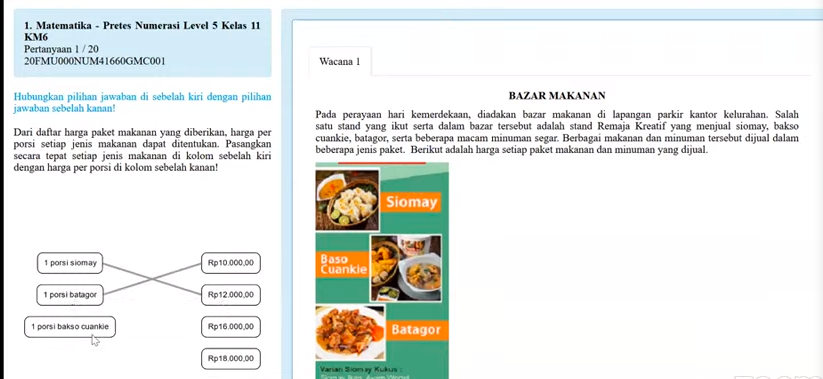 1. Matematika - Pretes Numerasi Level 5 Kelas 11
KM6
Pertanyaan 1 / 20
20FMU000NUM41660GMC001
Hubungkan pilihan jawaban di sebelah kiri dengan pilihan
jawaban sebelah kanan!
Dari daftar harga paket makanan yang diberikan, harga per
porsi setiap jenis makanan dapat ditentukan. Pasangkan
secara tepat setiap jenis makanan di kolom sebelah kiri
dengan harga per porsi di kolom sebelah kanan!
1 porsi siomay
Rp10.000,00
1 porsi batagor
Rp12.000,00
1 porsi bakso cuankie
Rp16.000,00
Rp18.000,00
Wacana 1
BAZAR MAKANAN
Pada perayaan hari kemerdekaan, diadakan bazar makanan di lapangan parkir kantor kelurahan. Salah
satu stand yang ikut serta dalam bazar tersebut adalah stand Remaja Kreatif yang menjual siomay, bakso
cuankie, batagor, serta beberapa macam minuman segar. Berbagai makanan dan minuman tersebut dijual dalam
beberapa jenis paket. Berikut adalah harga setiap paket makanan dan minuman yang dijual.
Siomay
Baso
Cuankie
Batagor
Varian Siomay Kukus :